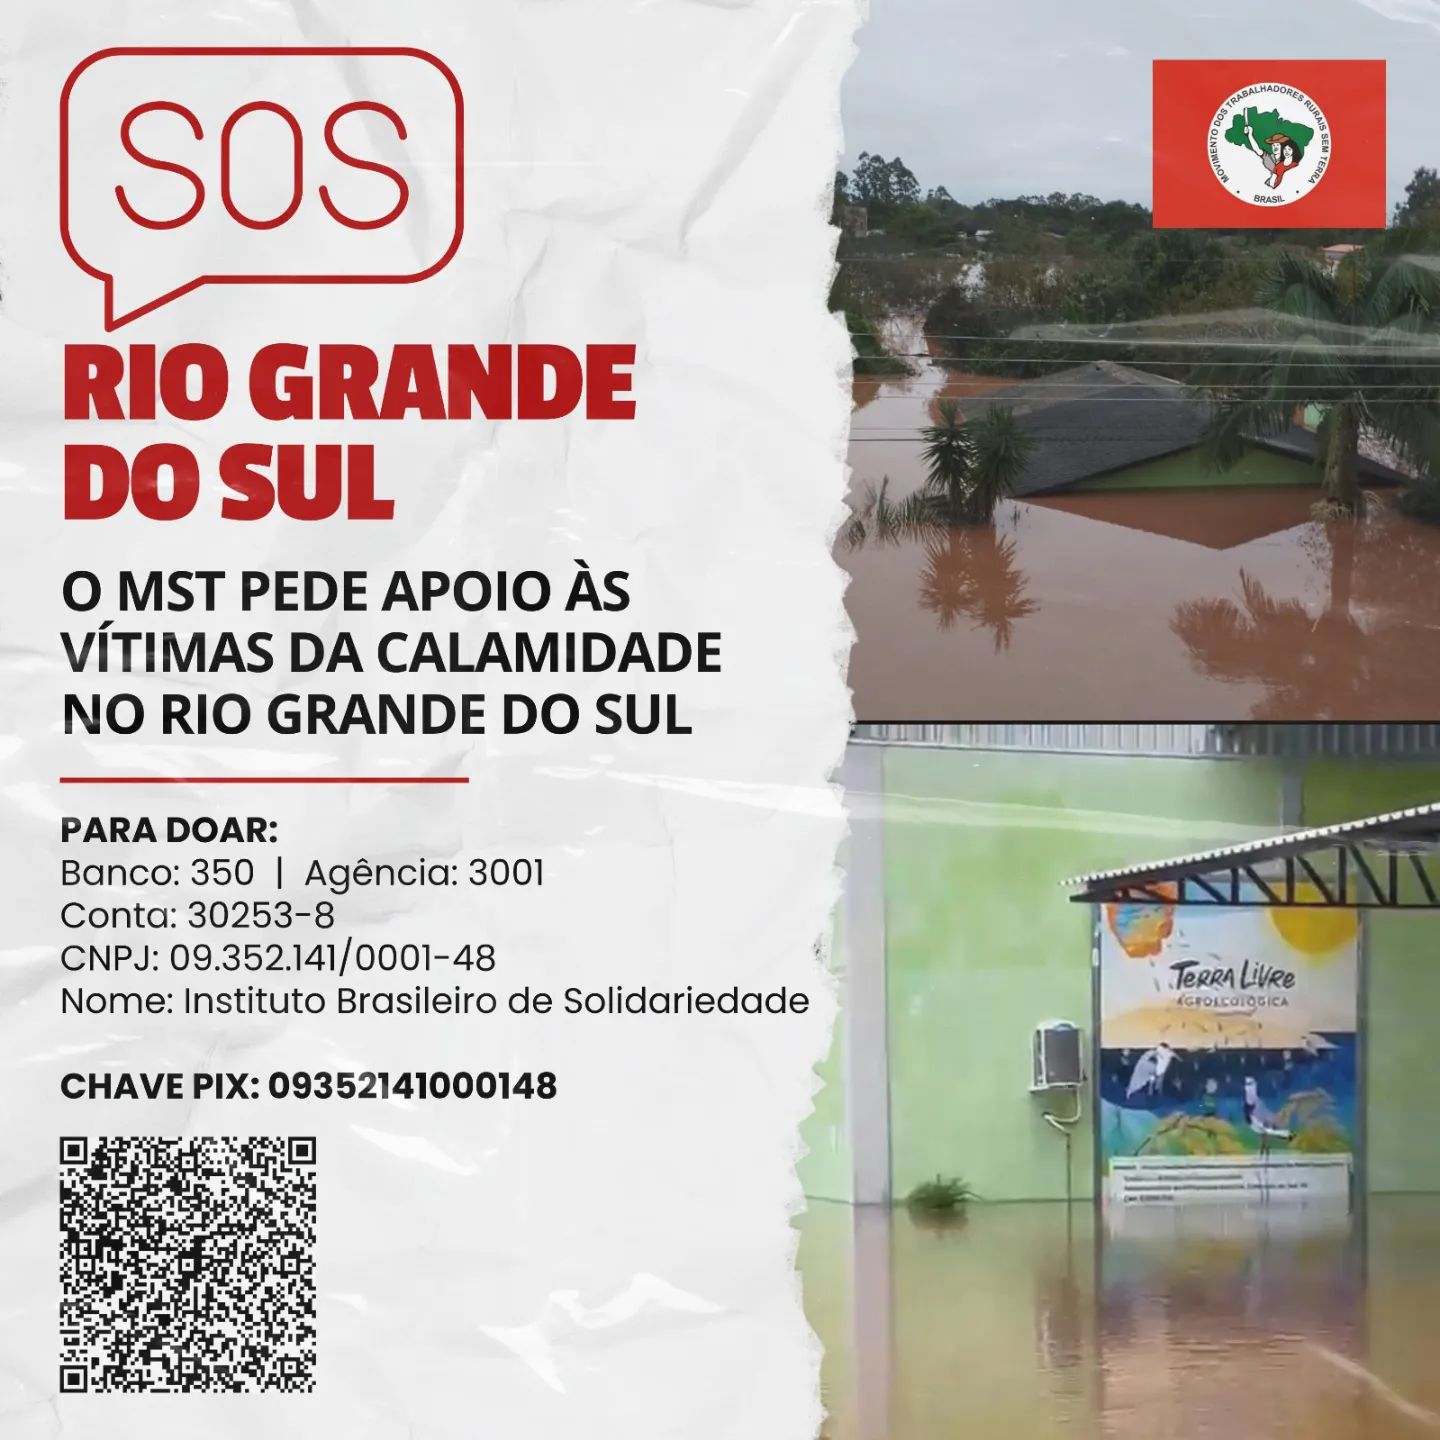 SOS
RIO GRANDE
DO SUL
O MST PEDE APOIO ÀS
VÍTIMAS DA CALAMIDADE
NO RIO GRANDE DO SUL
PARA DOAR:
Banco: 350 | Agência: 3001
Conta: 30253-8
CNPJ: 09.352.141/0001-48
Nome: Instituto Brasileiro de Solidariedade
CHAVE PIX: 09352141000148
MOVIMENTO DOS TRABALHADORES RURAIS SEM TERRA
• BRASIL •
TERRA LIVRE
AGROECOLÓGICA